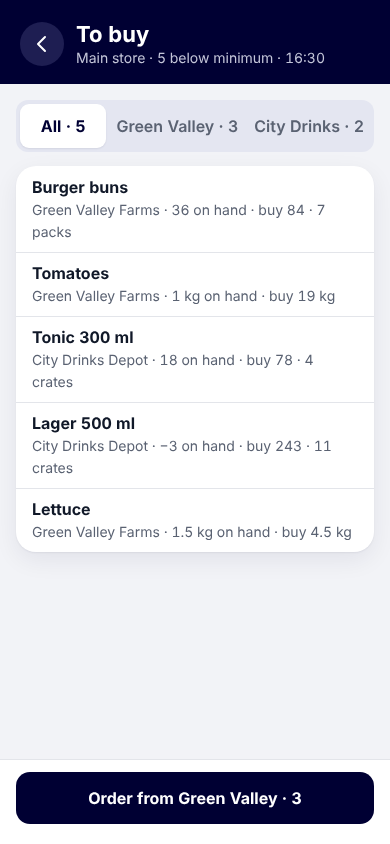 To buy
Main store · 5 below minimum · 16:30
All · 5
Green Valley · 3
City Drinks · 2
Burger buns
Green Valley Farms · 36 on hand · buy 84 · 7
packs
Tomatoes
Green Valley Farms · 1 kg on hand · buy 19 kg
Tonic 300 ml
City Drinks Depot · 18 on hand · buy 78 · 4
crates
Lager 500 ml
City Drinks Depot · −3 on hand · buy 243 · 11
crates
Lettuce
Green Valley Farms · 1.5 kg on hand · buy 4.5 kg
Order from Green Valley · 3